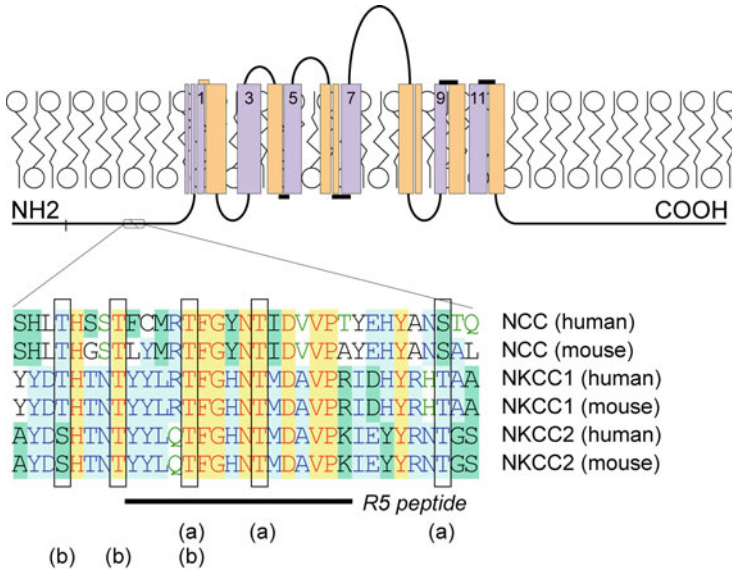 1 3 5 7 9 11
NH2 COOH
SHLTHSSTFCMRTFGYNTIDVVPTYEHYANSTQ NCC (human)
SHLTHGSTLYMRTFGYNTIDVVPAYEHYANSAL NCC (mouse)
YYDTHTNTYYLRTFGHNTMDAVPRIDHYRHTAA NKCC1 (human)
YYDTHTNTYYLRTFGHNTMDAVPRIDHYRHTAA NKCC1 (mouse)
AYDSHTNTYYLQTFGHNTMDAVPKIEYYRNTGS NKCC2 (human)
AYDSHTNTYYLQTFGHNTMDAVPKIEYYRNTGS NKCC2 (mouse)
R5 peptide
(a) (a) (a)
(b) (b) (b)